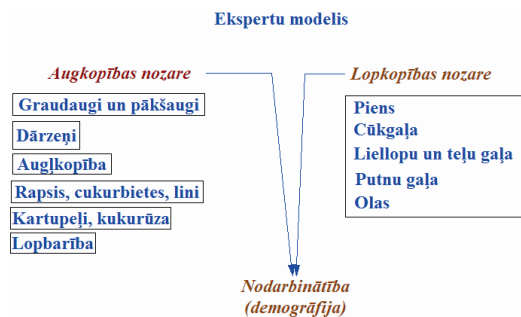 Ekspertu modelis
Augkopības nozare
Graudaugi un pākšaugi
Dārzeņi
Augļkopība
Rapsis, cukurbietes, lini
Kartupeļi, kukurūza
Lopbarība
Lopkopības nozare
Piens
Cūkgaļa
Liellopu un teļu gaļa
Putnu gaļa
Olas
Nodarbinātība
(demogrāfija)